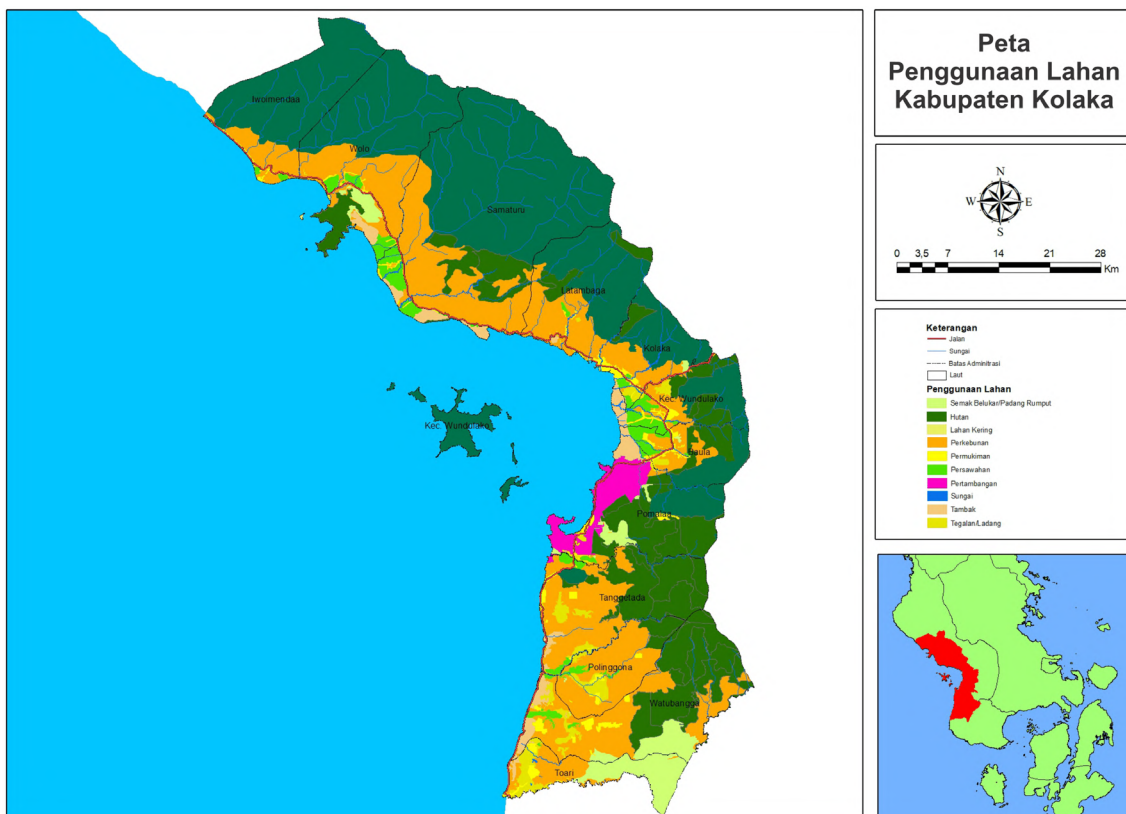 Peta
Penggunaan Lahan
Kabupaten Kolaka
N
W
E
S
0 3,5 7 14 21 28
Km
Keterangan
Jalan
Sungai
Batas Adminitrasi
Laut
Penggunaan Lahan
Semak Belukar/Padang Rumput
Hutan
Lahan Kering
Perkebunan
Permukiman
Persawahan
Pertambangan
Sungai
Tambak
Tegalan/Ladang
Iwoimendaa
Wolo
Samaturu
Latambaga
Kolaka
Kec. Wundulako
Kec. Wundulako
Baula
Pomalaa
Tanggetada
Polinggona
Watubangga
Toari